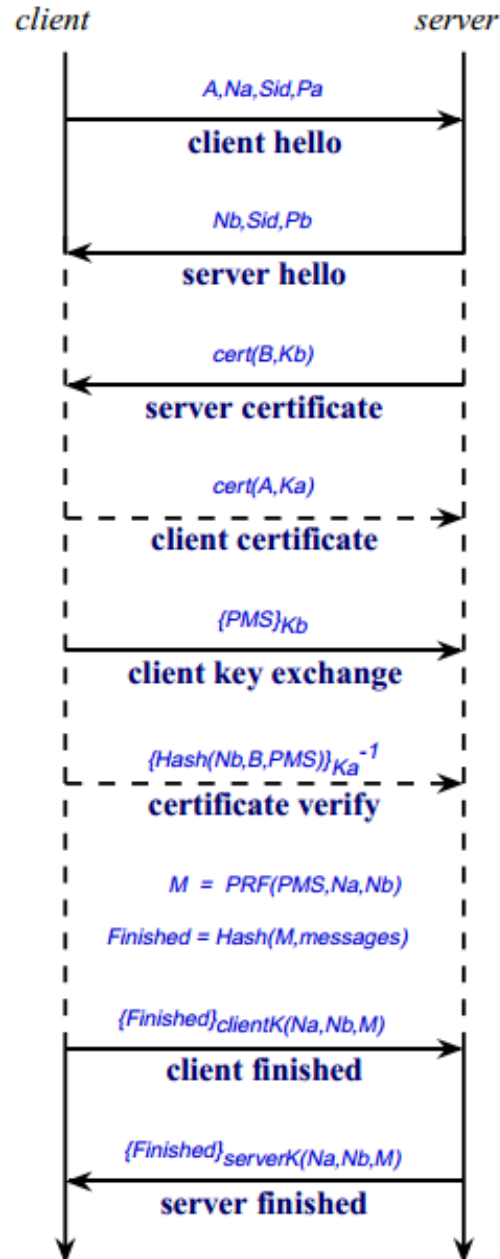 client server
A,Na,Sid,Pa
client hello
Nb,Sid,Pb
server hello
cert(B,Kb)
server certificate
cert(A,Ka)
client certificate
{PMS}Kb
client key exchange
{Hash(Nb,B,PMS)}Ka-1
certificate verify
M = PRF(PMS,Na,Nb)
Finished = Hash(M,messages)
{Finished}clientK(Na,Nb,M)
client finished
{Finished}serverK(Na,Nb,M)
server finished